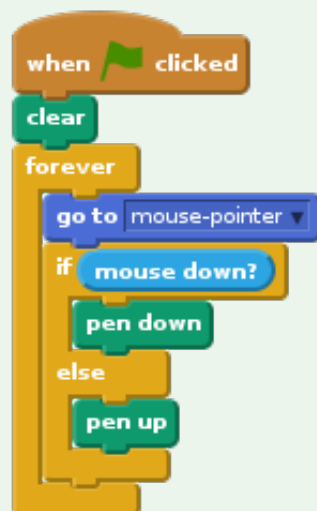 when clicked
clear
forever
go to mouse-pointer
if mouse down?
pen down
else
pen up